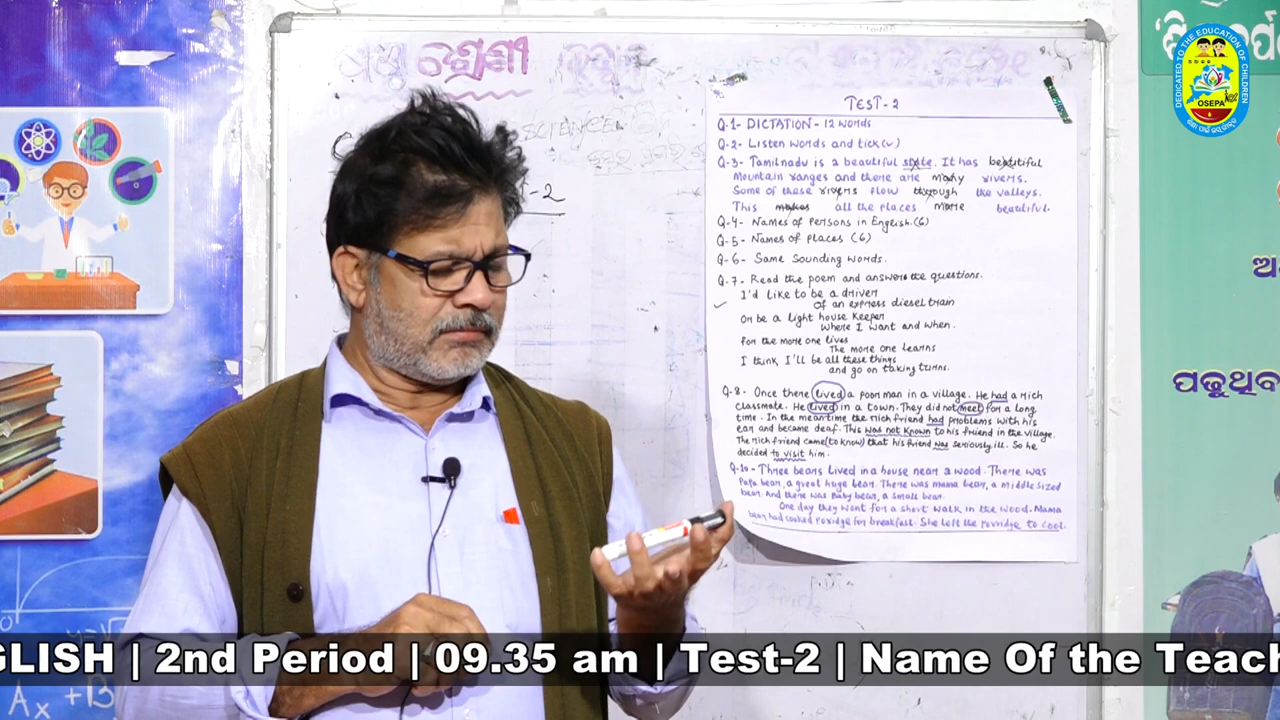 ଶ୍ରେଣୀ
SCIENCE
-2
TEST-2
Q-1- DICTATION - 12 words
Q-2- Listen words and tick(✓)
Q-3- Tamilnadu is a beautiful state. It has beautiful
Mountain ranges and there are many rivers.
Some of these rivers flow through the valleys.
This makes all the places more beautiful.
Q-4- Names of Persons in English.(6)
Q-5- Names of places (6)
Q-6- Same Sounding words.
Q-7- Read the poem and answers the questions.
I'd like to be a driver
Of an express diesel train
Or be a light house keeper
Where I want and when.
For the more one lives
The more one learns
I think I'll be all these things
and go on taking turns.
Q-8- Once there lived a poor man in a village. He had a rich
classmate. He lived in a town. They did not meet for a long
time. In the meantime the rich friend had problems with his
ear and became deaf. This was not known to his friend in the village.
The rich friend came (to know) that his friend was seriously ill. So he
decided to visit him.
Q-10- Three bears lived in a house near a wood. There was
Papa bear, a great huge bear. There was mama bear, a middle sized
bear. And there was Baby bear, a small bear.
One day they went for a short walk in the wood. Mama
bear had cooked porridge for breakfast. She left the porridge to cool.
DEDICATED TO THE EDUCATION OF CHILDREN
OSEPA
ପଢୁଥିବ
Ax +B
GLISH | 2nd Period | 09.35 am | Test-2 | Name Of the Teach